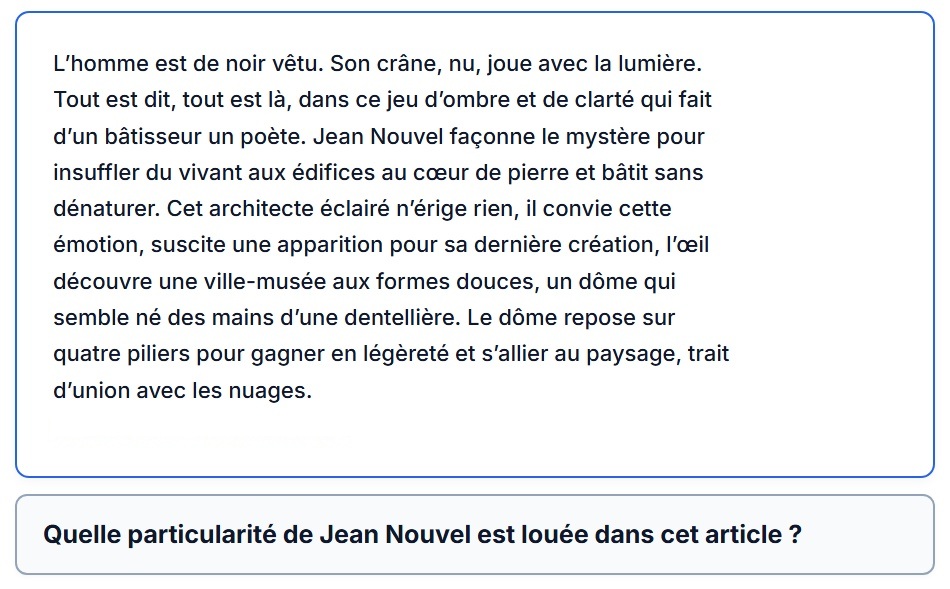 L’homme est de noir vêtu. Son crâne, nu, joue avec la lumière.
Tout est dit, tout est là, dans ce jeu d’ombre et de clarté qui fait
d’un bâtisseur un poète. Jean Nouvel façonne le mystère pour
insuffler du vivant aux édifices au cœur de pierre et bâtit sans
dénaturer. Cet architecte éclairé n’érige rien, il convie cette
émotion, suscite une apparition pour sa dernière création, l’œil
découvre une ville-musée aux formes douces, un dôme qui
semble né des mains d’une dentellière. Le dôme repose sur
quatre piliers pour gagner en légèreté et s’allier au paysage, trait
d’union avec les nuages.
Quelle particularité de Jean Nouvel est louée dans cet article ?